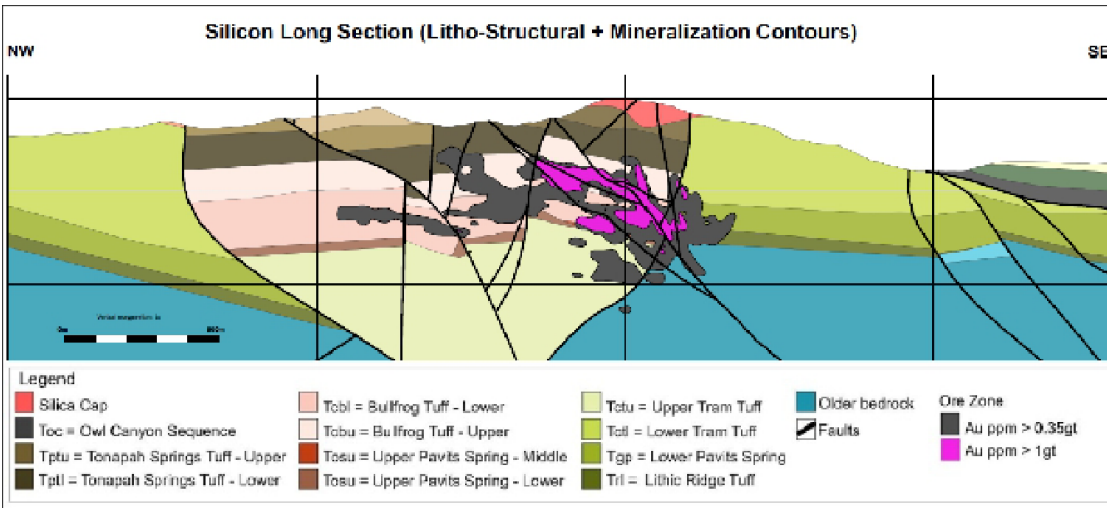 Silicon Long Section (Litho-Structural + Mineralization Contours)
NW
SE
0m
Legend
Silica Cap
Toc = Owl Canyon Sequence
Tptu = Tonapah Springs Tuff - Upper
Tptl = Tonapah Springs Tuff - Lower
Tcbl = Bullfrog Tuff - Lower
Tcbu = Bullfrog Tuff - Upper
Tosu = Upper Pavits Spring - Middle
Tosu = Upper Pavits Spring - Lower
Tctu = Upper Tram Tuff
Tctl = Lower Tram Tuff
Tgp = Lower Pavits Spring
Trl = Lithic Ridge Tuff
Older bedrock
Faults
Ore Zone
Au ppm > 0.35gt
Au ppm > 1gt